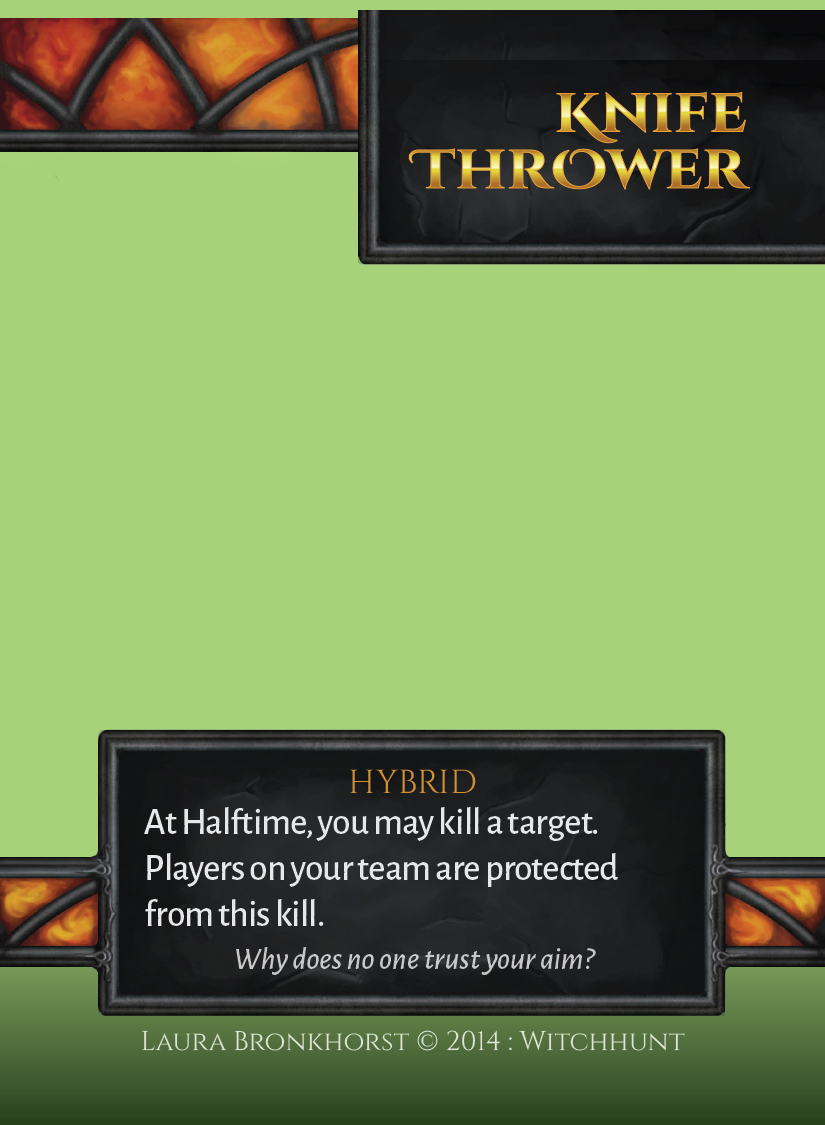 KNIFE
THROWER
HYBRID
At Halftime, you may kill a target.
Players on your team are protected
from this kill.
Why does no one trust your aim?
Laura Bronkhorst © 2014 : Witchhunt